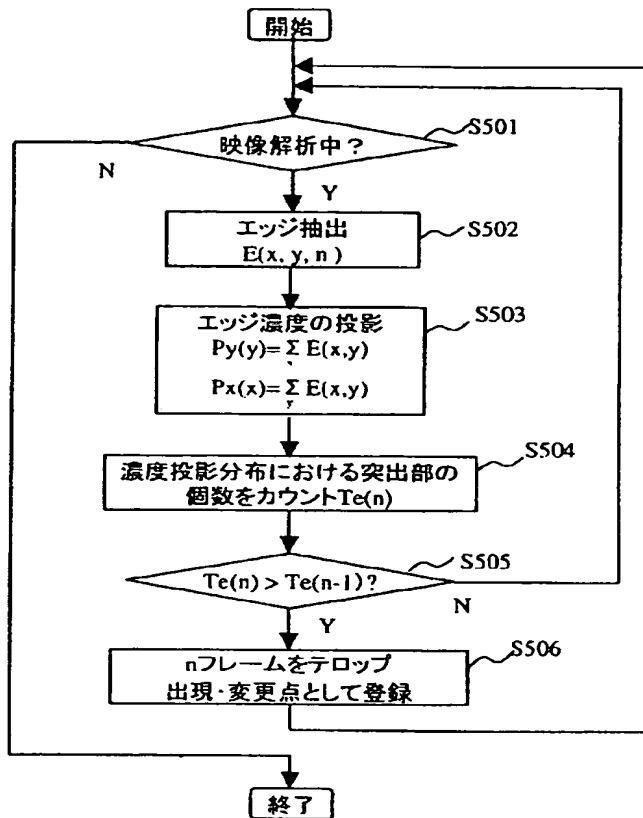 開始
映像解析中？
S501
N
Y
エッジ抽出
E(x, y, n)
S502
エッジ濃度の投影
Py(y)=Σ E(x,y)
Px(x)=Σ E(x,y)
y
S503
濃度投影分布における突出部の
個数をカウントTe(n)
S504
Te(n) > Te(n-1)?
S505
N
Y
nフレームをテロップ
出現・変更点として登録
S506
終了